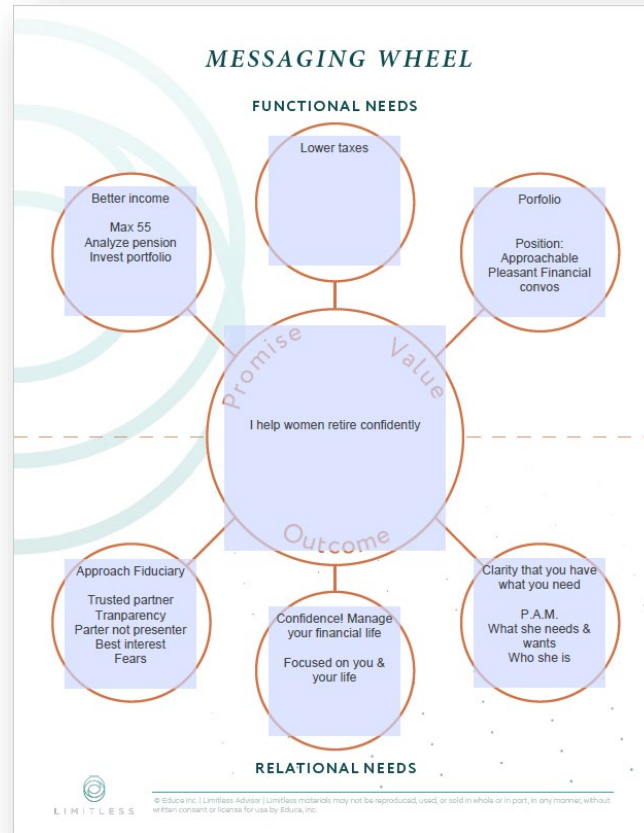 MESSAGING WHEEL
FUNCTIONAL NEEDS
Lower taxes
Better income
Max 55
Analyze pension
Invest portfolio
Porfolio
Position:
Approachable
Pleasant Financial
convos
Promise
Value
I help women retire confidently
Outcome
Approach Fiduciary
Trusted partner
Tranparency
Parter not presenter
Best interest
Fears
Confidence! Manage
your financial life
Focused on you &
your life
Clarity that you have
what you need
P.A.M.
What she needs &
wants
Who she is
RELATIONAL NEEDS
LIMITLESS
© Educe Inc. | Limitless Advisor | Limitless materials may not be reproduced, used, or sold in whole or in part, in any manner, without
written consent or license for use by Educe, Inc.